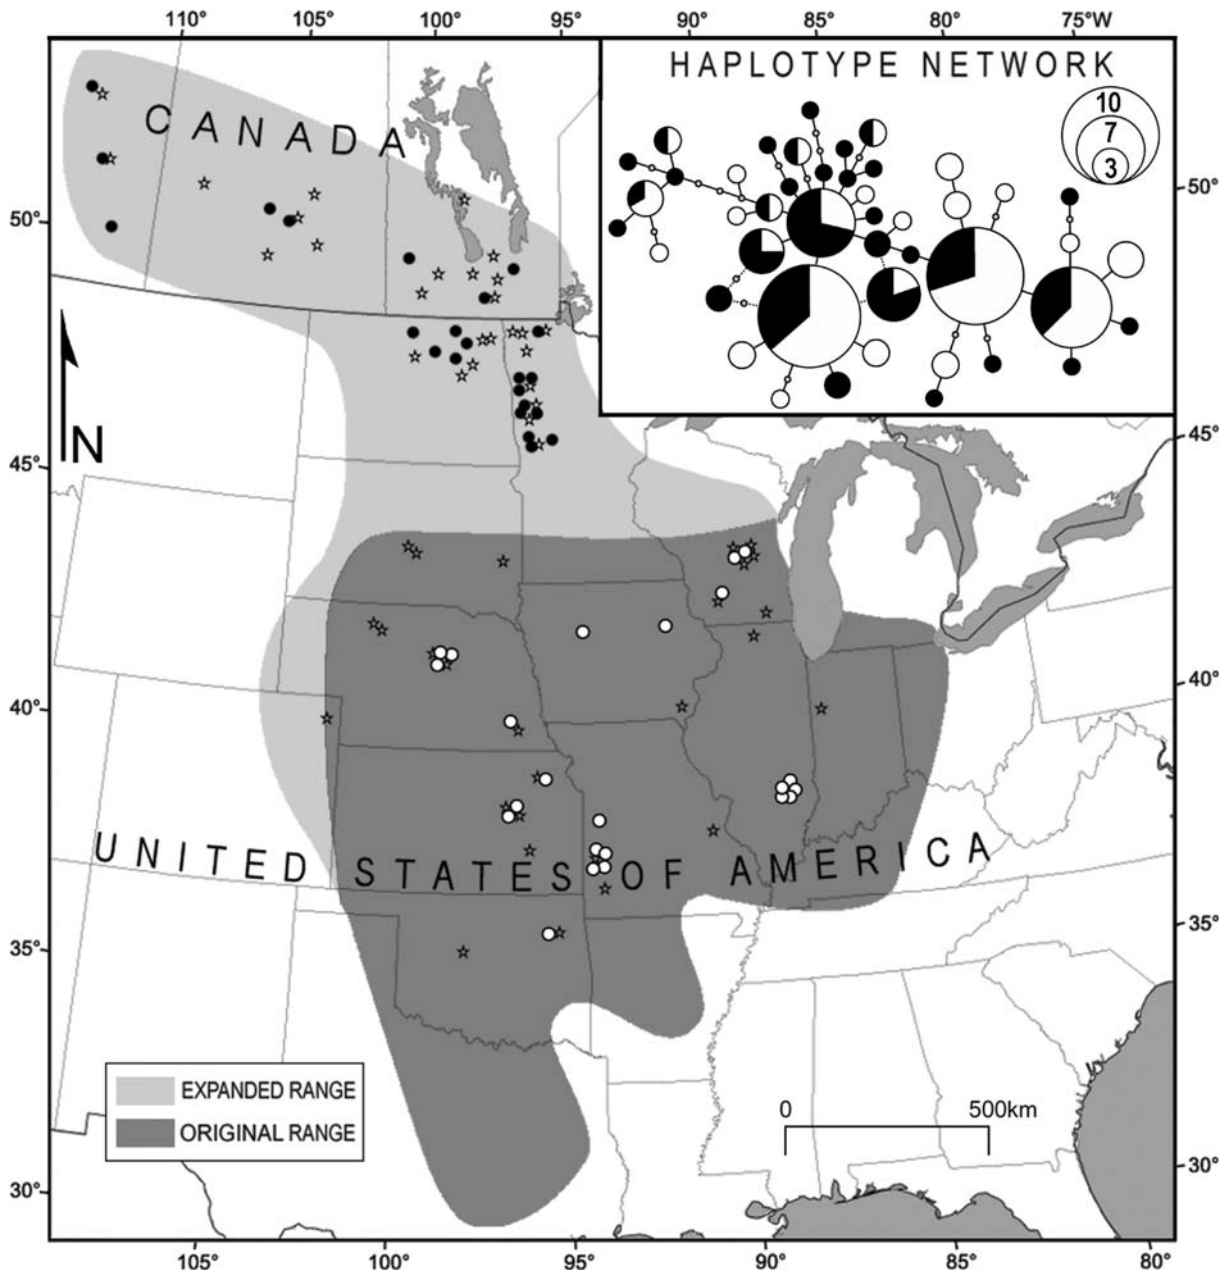 110° 105° 100° 95° 90° 85° 80° 75°W
HAPLOTYPE NETWORK
10
7
3
CANADA
50° 50°
N
45° 45°
40° 40°
UNITED STATES OF AMERICA
35° 35°
EXPANDED RANGE
ORIGINAL RANGE
0 500km
30° 30°
105° 100° 95° 90° 85° 80°